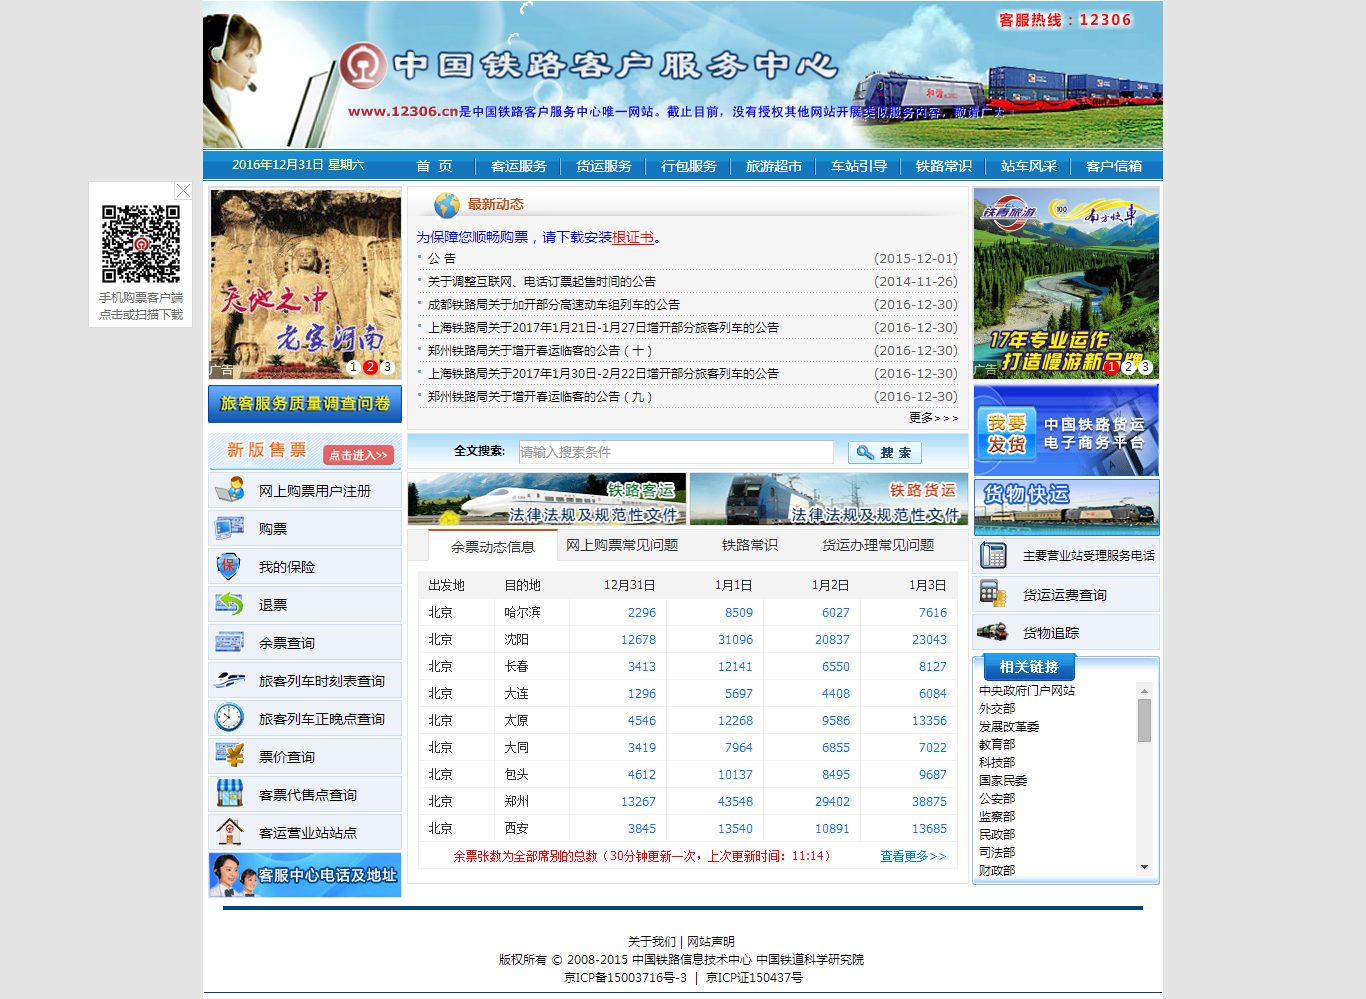 客服热线：12306
中国铁路客户服务中心
www.12306.cn是中国铁路客户服务中心唯一网站。截止目前，没有授权其他网站开展类似服务内容，敬请广大
2016年12月31日 星期六
首 页
客运服务
货运服务
行包服务
旅游超市
车站引导
铁路常识
站车风采
客户信箱
手机购票客户端
点击或扫描下载
天地之中
老家河南
广告
1 2 3
旅客服务质量调查问卷
新版售票
点击进入>>
网上购票用户注册
购票
保
我的保险
退票
余票查询
旅客列车时刻表查询
旅客列车正晚点查询
票价查询
客票代售点查询
客运营业站站点
客服中心电话及地址
最新动态
为保障您顺畅购票，请下载安装根证书。
公 告 (2015-12-01)
关于调整互联网、电话订票起售时间的公告 (2014-11-26)
成都铁路局关于加开部分高速动车组列车的公告 (2016-12-30)
上海铁路局关于2017年1月21日-1月27日增开部分旅客列车的公告 (2016-12-30)
郑州铁路局关于增开春运临客的公告（十） (2016-12-30)
上海铁路局关于2017年1月30日-2月22日增开部分旅客列车的公告 (2016-12-30)
郑州铁路局关于增开春运临客的公告（九） (2016-12-30)
更多>>>
全文搜索:
请输入搜索条件
搜 索
铁路客运
法律法规及规范性文件
铁路货运
法律法规及规范性文件
余票动态信息
网上购票常见问题
铁路常识
货运办理常见问题
出发地 目的地 12月31日 1月1日 1月2日 1月3日
北京 哈尔滨 2296 8509 6027 7616
北京 沈阳 12678 31096 20837 23043
北京 长春 3413 12141 6550 8127
北京 大连 1296 5697 4408 6084
北京 太原 4546 12268 9586 13356
北京 大同 3419 7964 6855 7022
北京 包头 4612 10137 8495 9687
北京 郑州 13267 43548 29402 38875
北京 西安 3845 13540 10891 13685
余票张数为全部席别的总数（30分钟更新一次，上次更新时间：11:14） 查看更多>>
铁青旅游
南方快车
17年专业运作
打造慢游新品牌
广告
1 2 3
我要
发货
中国铁路货运
电子商务平台
货物快运
主要营业站受理服务电话
货运运费查询
货物追踪
相关链接
中央政府门户网站
外交部
发展改革委
教育部
科技部
国家民委
公安部
监察部
民政部
司法部
财政部
关于我们 | 网站声明
版权所有 © 2008-2015 中国铁路信息技术中心 中国铁道科学研究院
京ICP备15003716号-3 | 京ICP证150437号